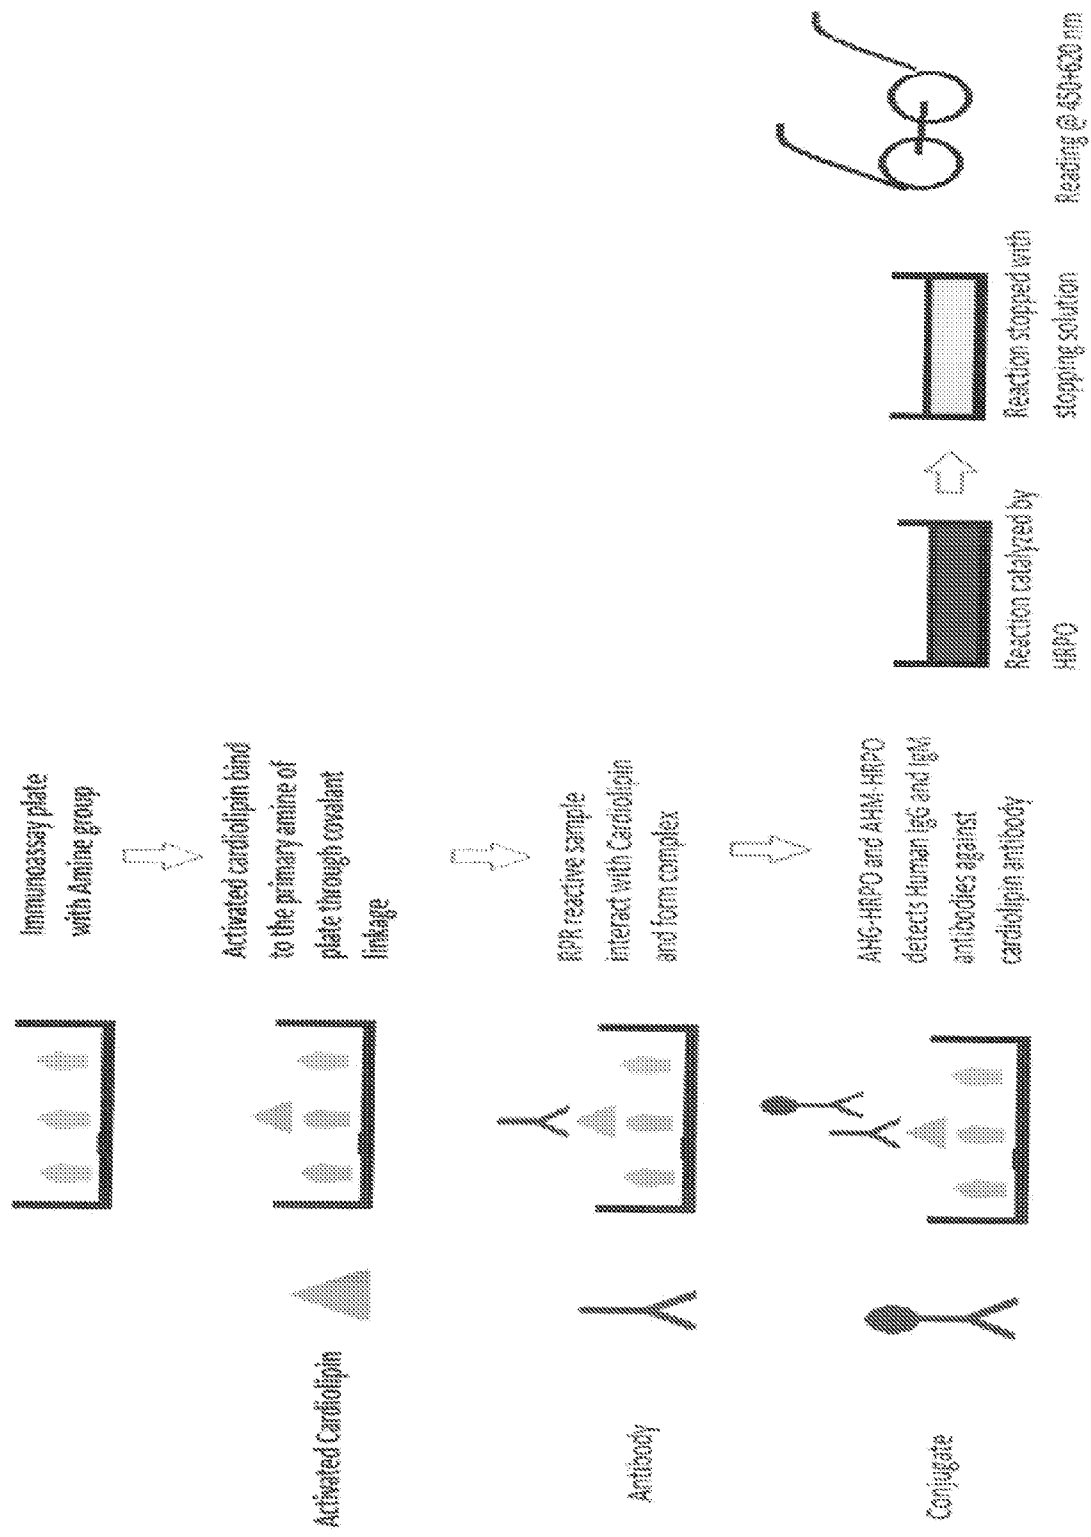 Immunoassay plate
with Amine group
Activated Cardiolipin
Activated cardiolipin bind
to the primary amine of
plate through covalant
linkage
Antibody
RPR reactive sample
interact with Cardiolipin
and form complex
Conjugate
AHG-HRPO and AHM-HRPO
detects Human IgG and IgM
antibodies against
cardiolipin antibody
Reaction catalyzed by
HRPO
Reaction stopped with
stopping solution
Reading @ 450+620 nm